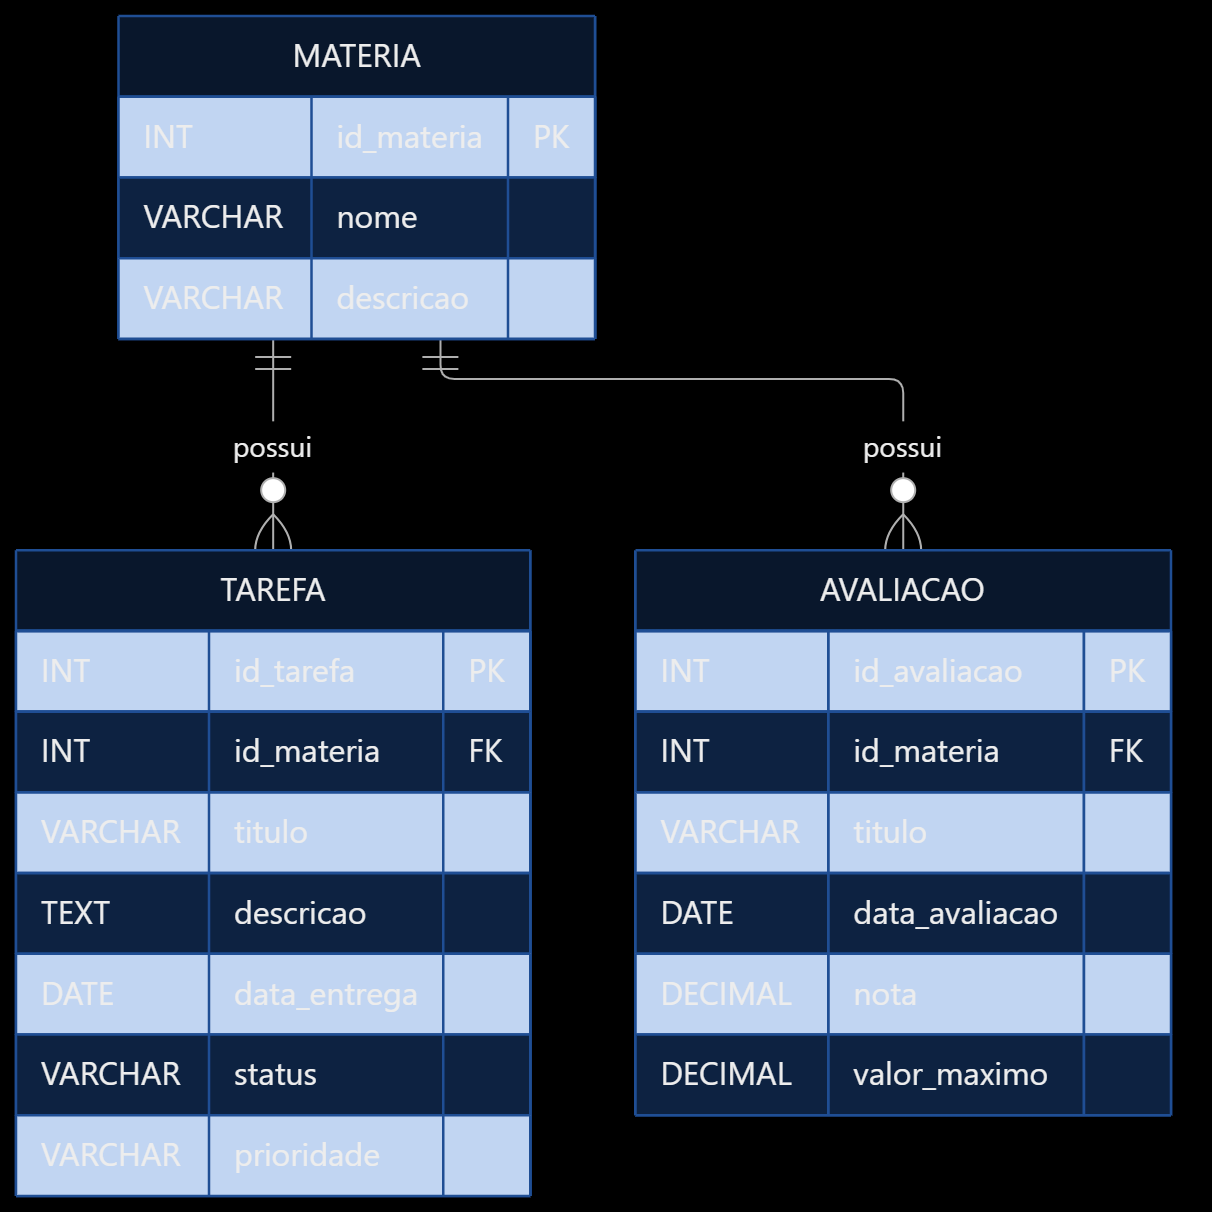 MATERIA
INT id_materia PK
VARCHAR nome
VARCHAR descricao
possui possui
TAREFA
INT id_tarefa PK
INT id_materia FK
VARCHAR titulo
TEXT descricao
DATE data_entrega
VARCHAR status
VARCHAR prioridade
AVALIACAO
INT id_avaliacao PK
INT id_materia FK
VARCHAR titulo
DATE data_avaliacao
DECIMAL nota
DECIMAL valor_maximo